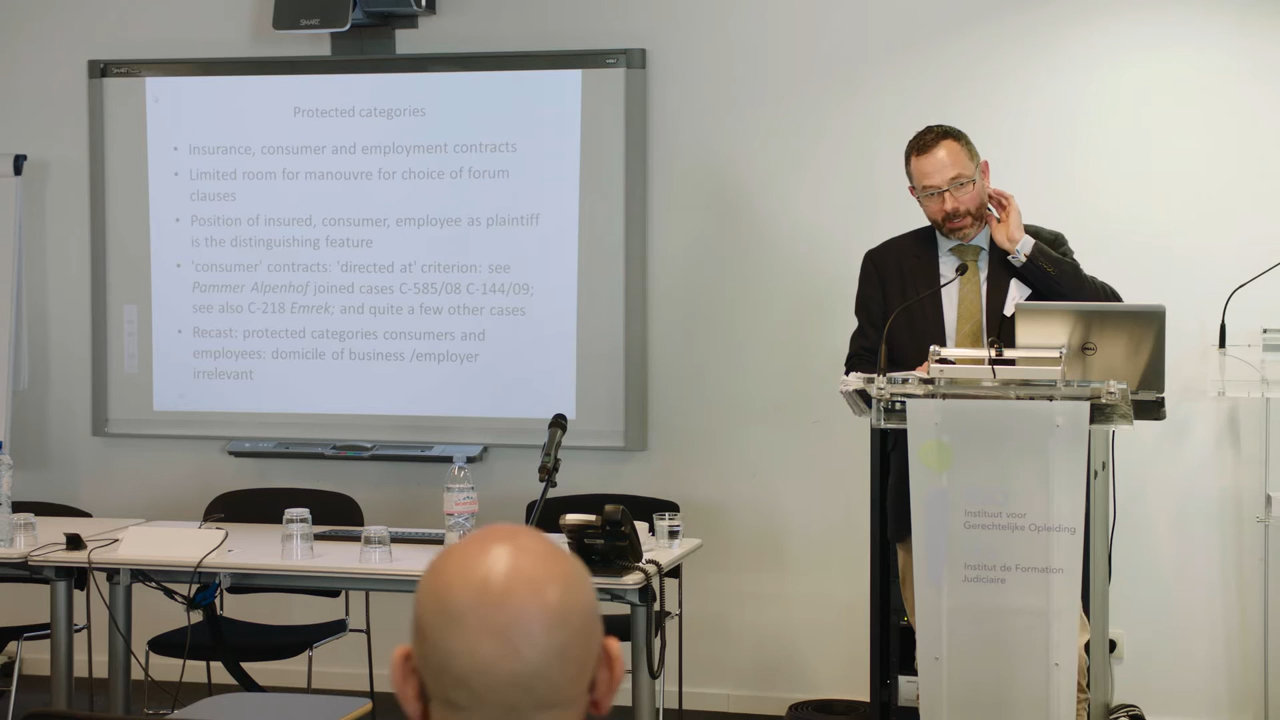 SMART
Protected categories
• Insurance, consumer and employment contracts
• Limited room for manouvre for choice of forum
clauses
• Position of insured, consumer, employee as plaintiff
is the distinguishing feature
• 'consumer' contracts: 'directed at' criterion: see
Pammer Alpenhof joined cases C-585/08 C-144/09;
see also C-218 Emrek; and quite a few other cases
• Recast: protected categories consumers and
employees: domicile of business /employer
irrelevant
DELL
Instituut voor
Gerechtelijke Opleiding
Institut de Formation
Judiciaire